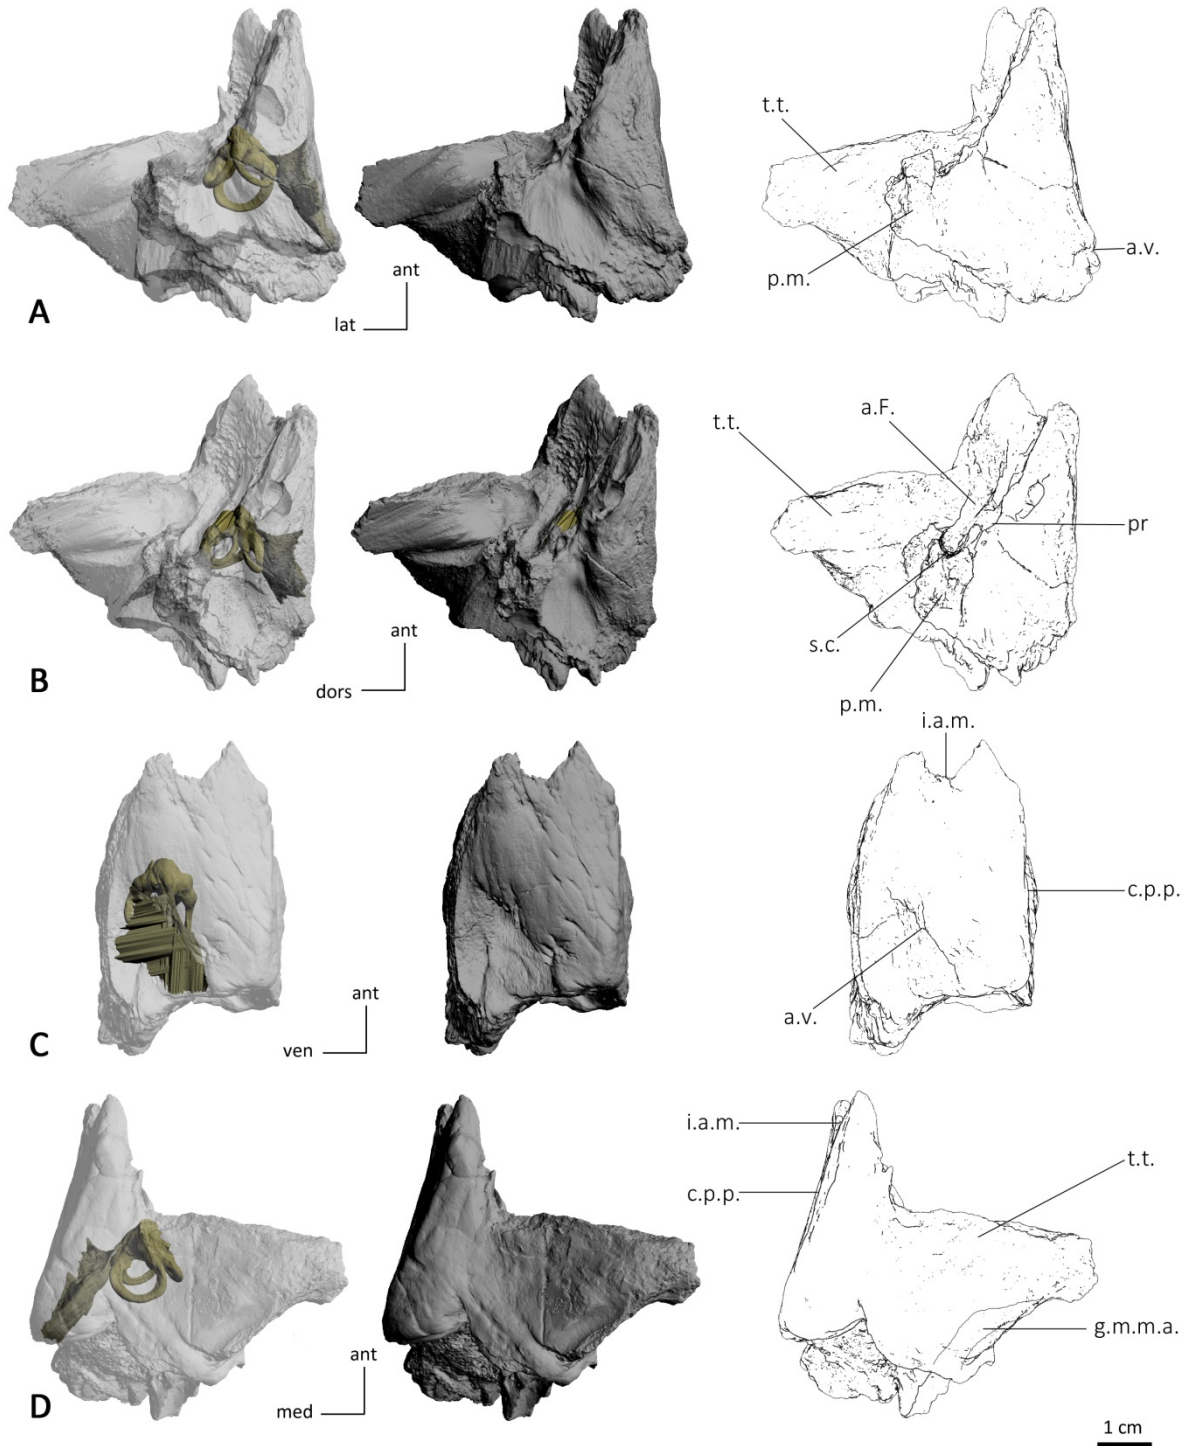 t.t.
a.v.
p.m.
ant
lat
A
t.t.
a.F.
pr
s.c.
p.m.
ant
dors
B
i.a.m.
c.p.p.
a.v.
ant
ven
C
i.a.m.
t.t.
c.p.p.
g.m.m.a.
ant
med
D
1 cm